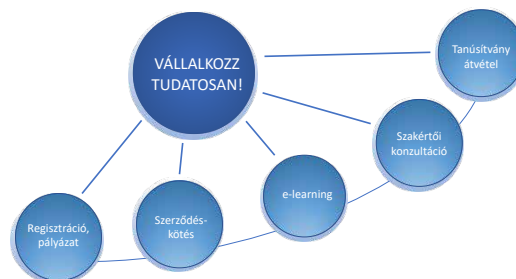 VÁLLALKOZZ
TUDATOSAN!
Tanúsítvány
átvétel
Szakértői
konzultáció
e-learning
Szerződés-
kötés
Regisztráció,
pályázat